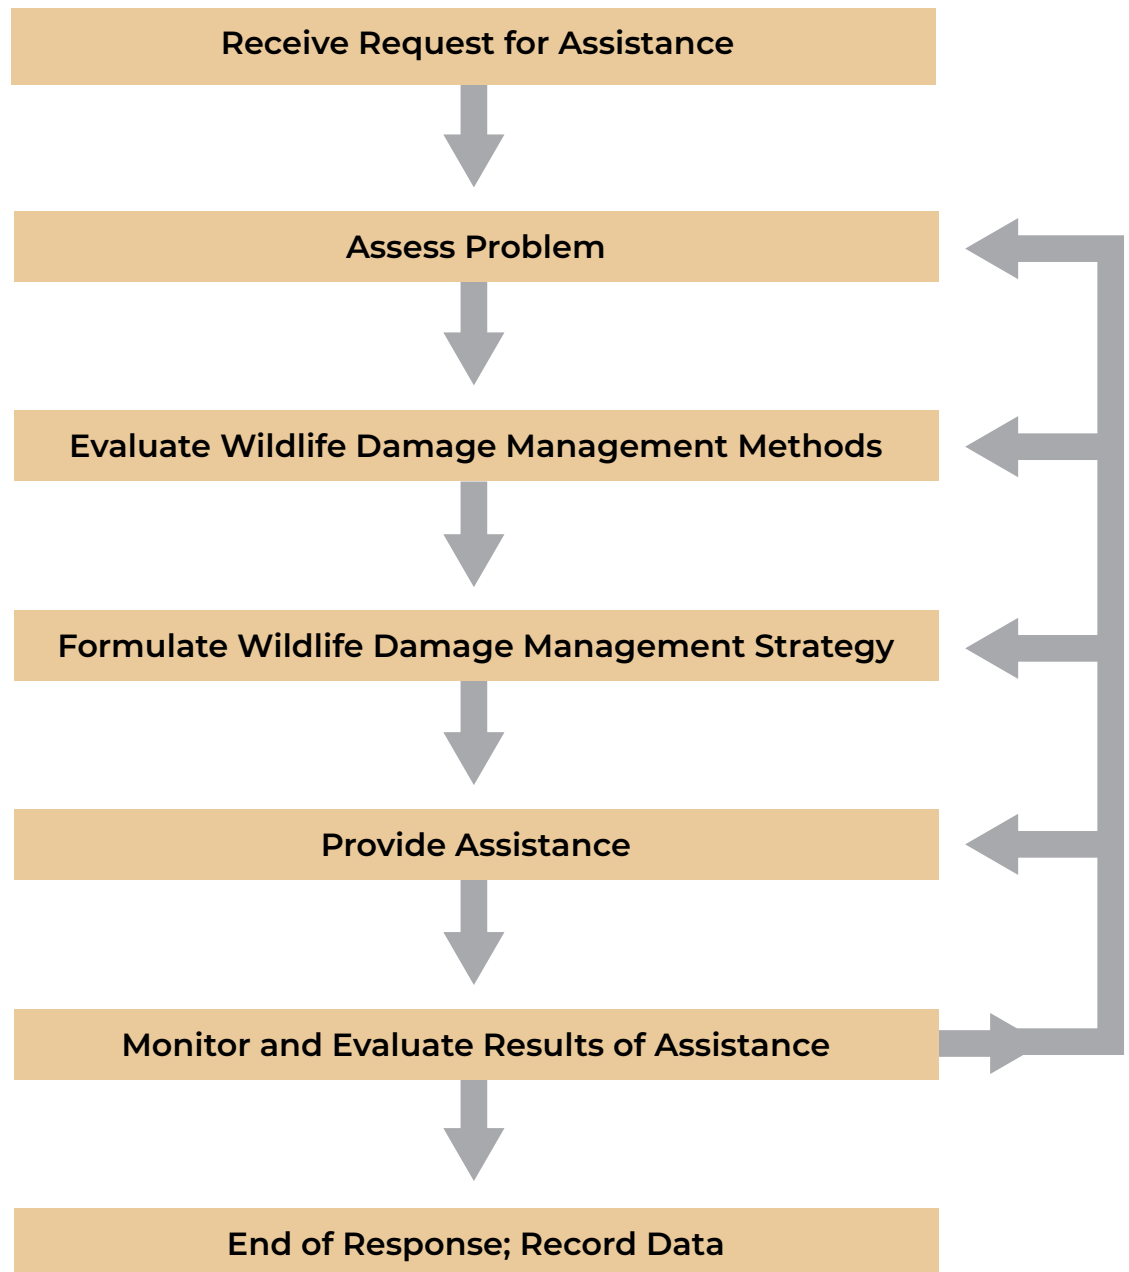 Receive Request for Assistance
Assess Problem
Evaluate Wildlife Damage Management Methods
Formulate Wildlife Damage Management Strategy
Provide Assistance
Monitor and Evaluate Results of Assistance
End of Response; Record Data